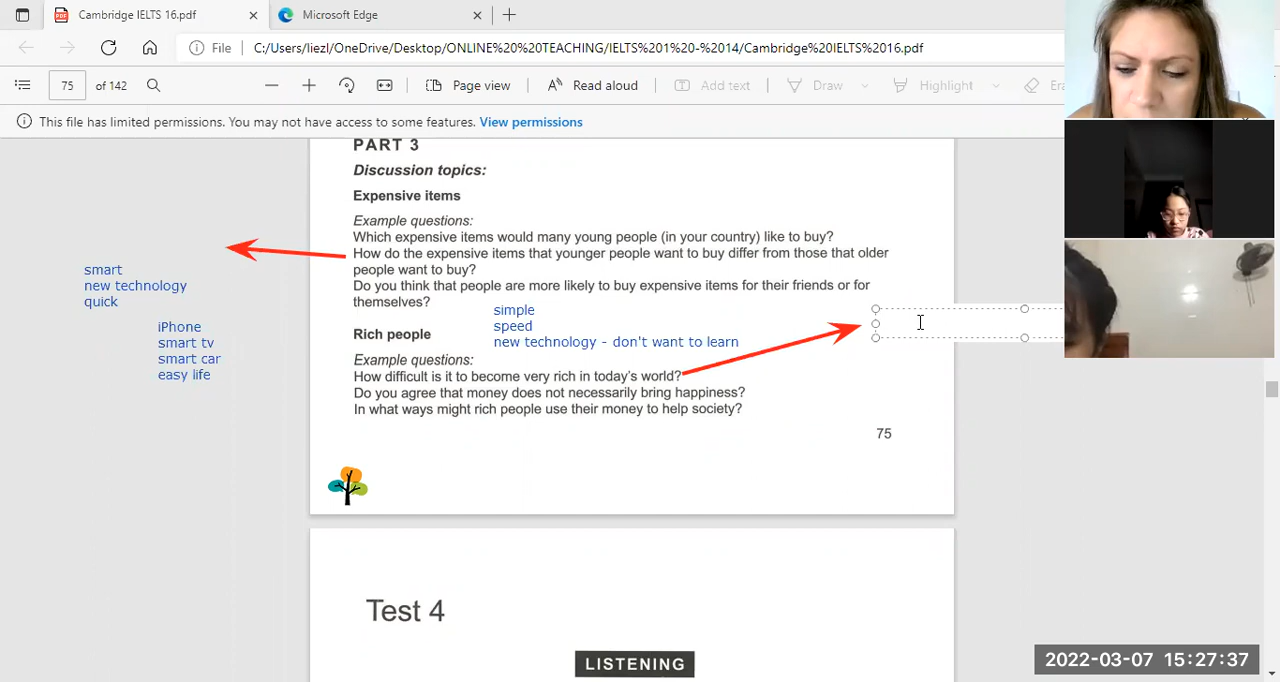 Cambridge IELTS 16.pdf
Microsoft Edge
File
C:/Users/liezl/OneDrive/Desktop/ONLINE%20%20TEACHING/IELTS%201%20-%2014/Cambridge%20IELTS%2016.pdf
75 of 142
Page view
Read aloud
Add text
Draw
Highlight
This file has limited permissions. You may not have access to some features. View permissions
PART 3
Discussion topics:
Expensive items
Example questions:
Which expensive items would many young people (in your country) like to buy?
How do the expensive items that younger people want to buy differ from those that older
people want to buy?
Do you think that people are more likely to buy expensive items for their friends or for
themselves?
smart
new technology
quick
iPhone
smart tv
smart car
easy life
simple
speed
new technology - don't want to learn
Rich people
Example questions:
How difficult is it to become very rich in today's world?
Do you agree that money does not necessarily bring happiness?
In what ways might rich people use their money to help society?
75
Test 4
LISTENING
2022-03-07 15:27:37